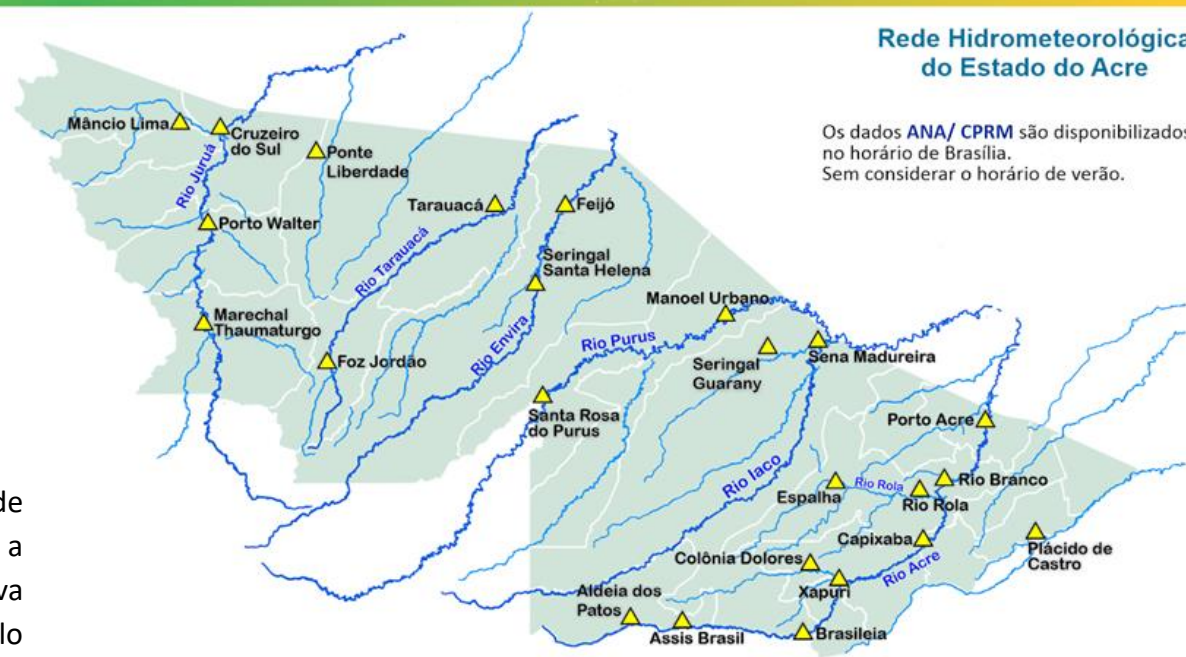 Rede Hidrometeorológica
do Estado do Acre
Os dados ANA/ CPRM são disponibilizados
no horário de Brasília.
Sem considerar o horário de verão.
Mâncio Lima
Cruzeiro
do Sul
Ponte
Liberdade
Rio Juruá
Porto Walter
Tarauacá
Feijó
Rio Tarauacá
Seringal
Santa Helena
Marechal
Thaumaturgo
Foz Jordão
Rio Envira
Manoel Urbano
Rio Purus
Seringal
Guarany
Sena Madureira
Santa Rosa
do Purus
Porto Acre
Rio Iaco
Espalha
Rio Rola
Rio Rola
Rio Branco
Capixaba
Plácido de
Castro
Colônia Dolores
Xapuri
Rio Acre
Aldeia dos
Patos
Assis Brasil
Brasileia
de
a
va
lo